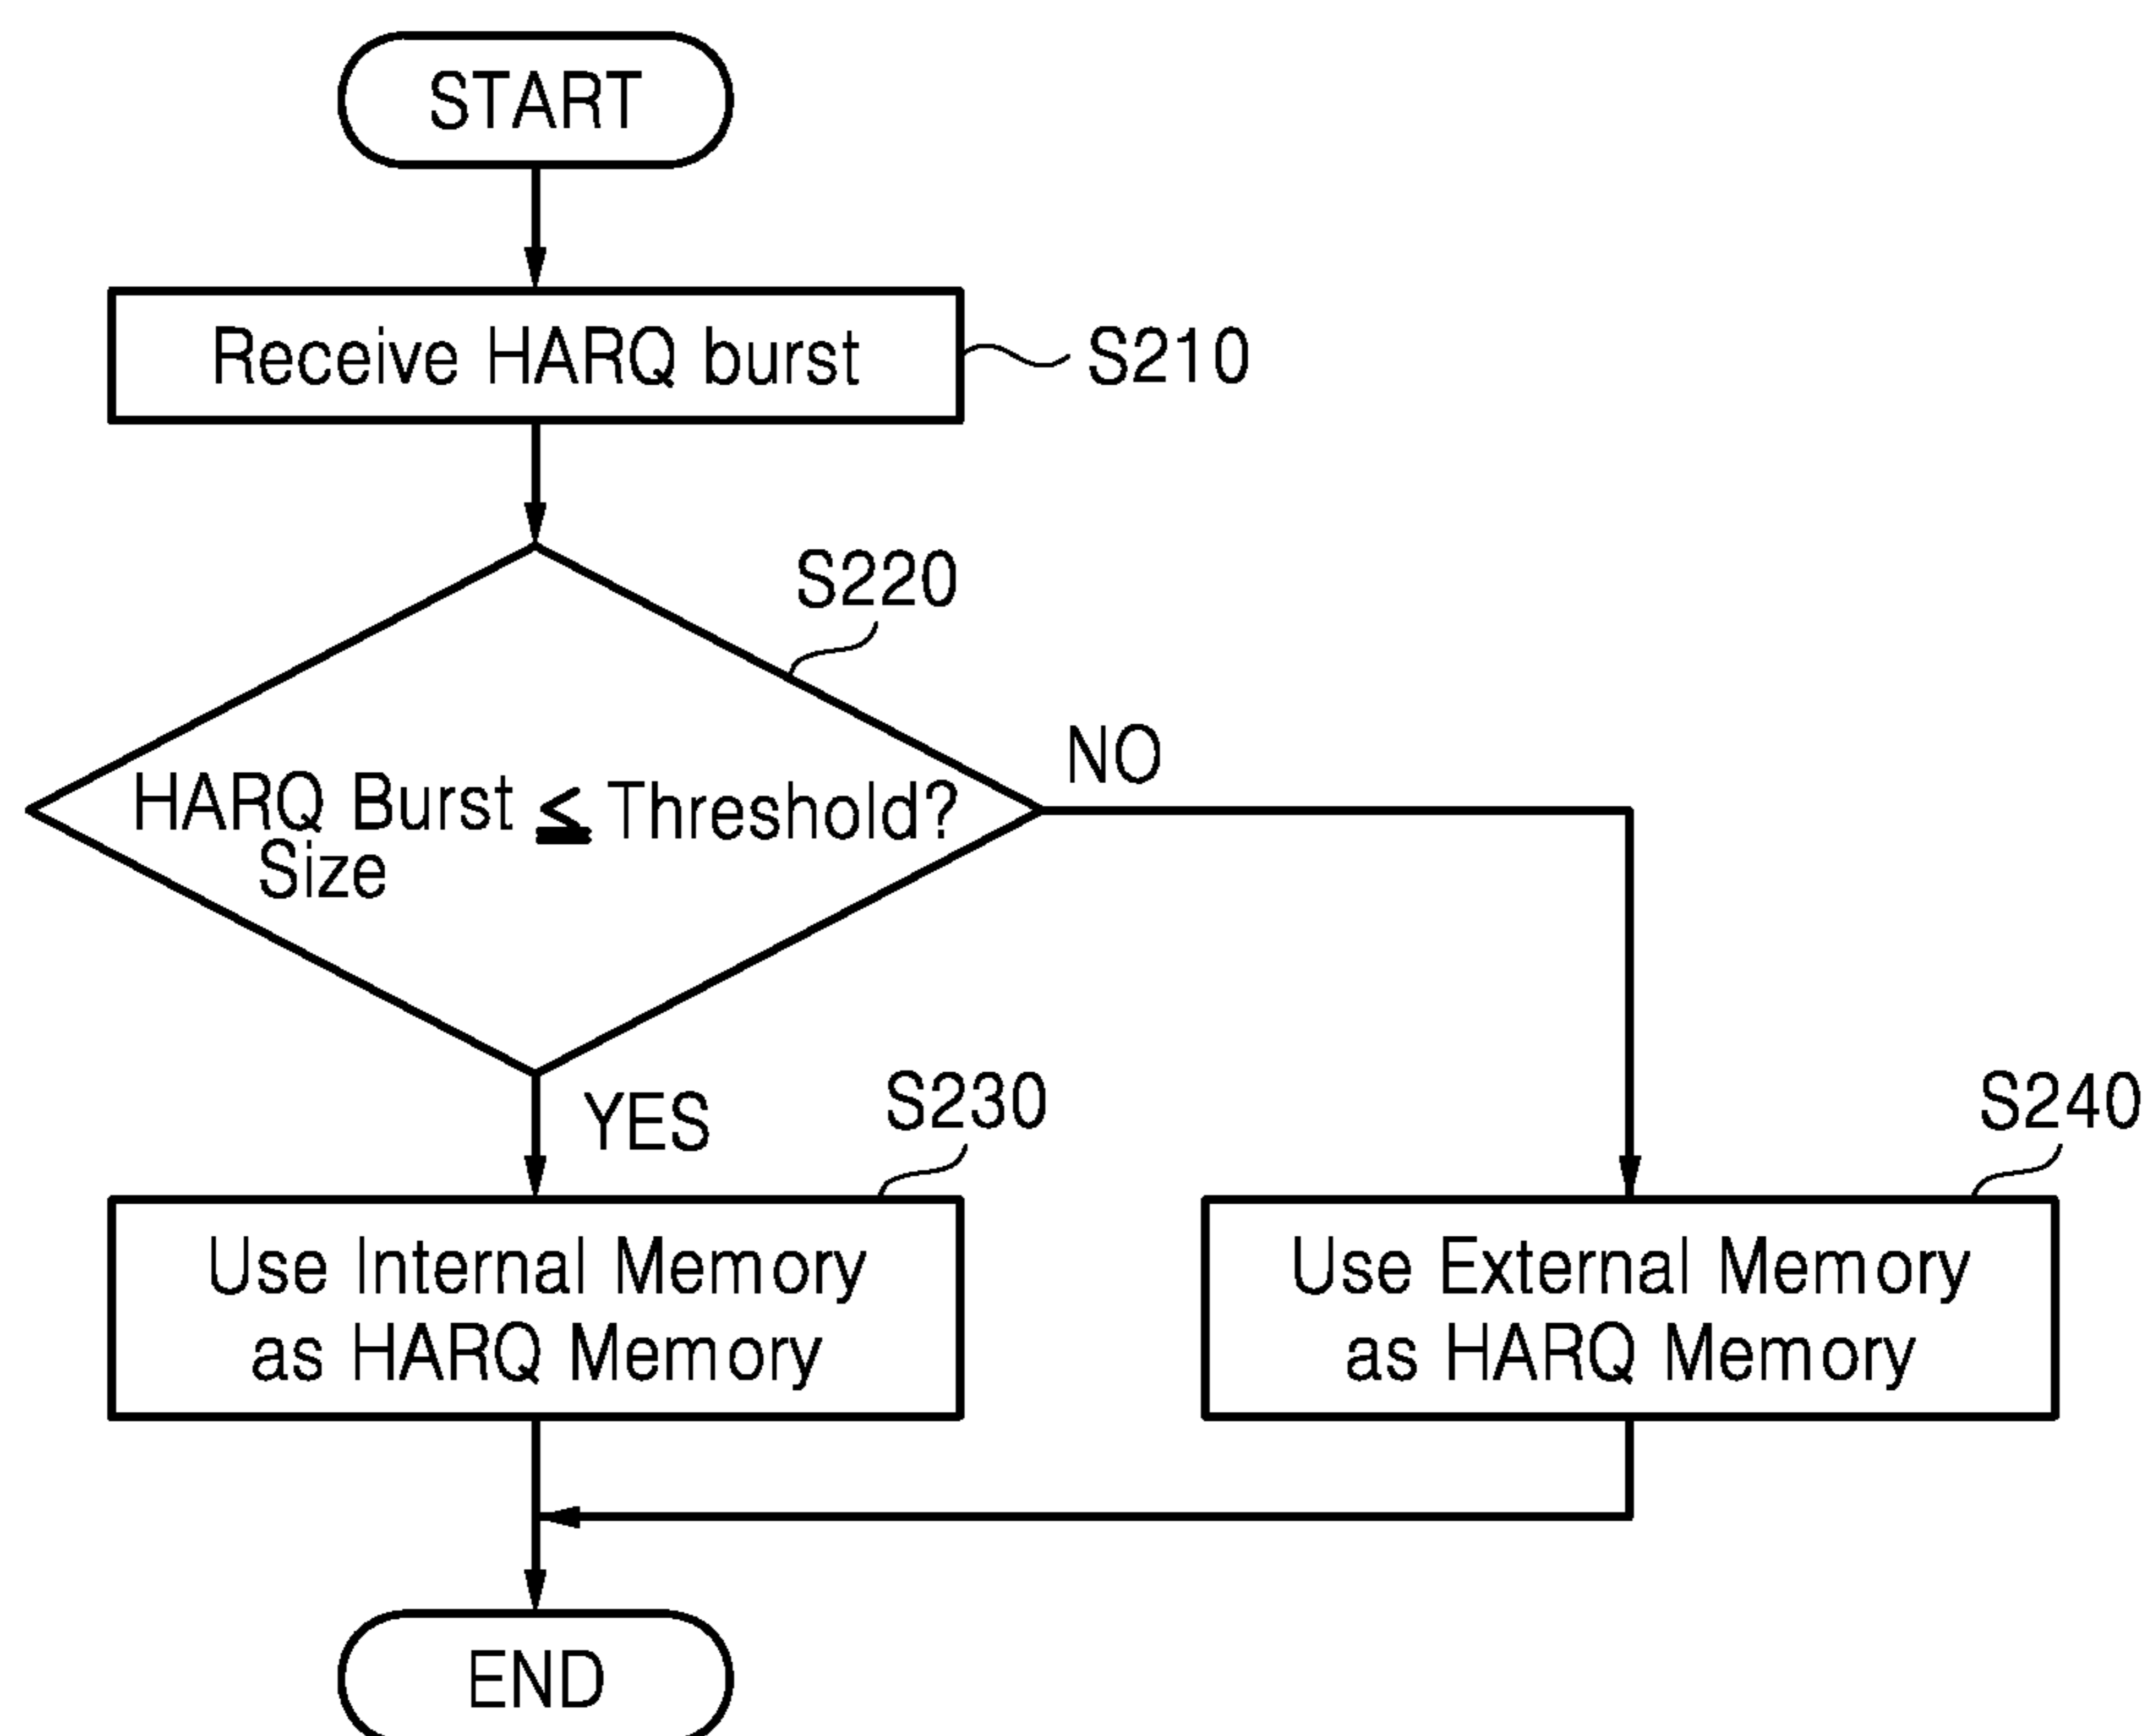 START
Receive HARQ burst
S210
S220
HARQ Burst ≤ Threshold?
Size
NO
YES
S230
S240
Use Internal Memory
as HARQ Memory
Use External Memory
as HARQ Memory
END